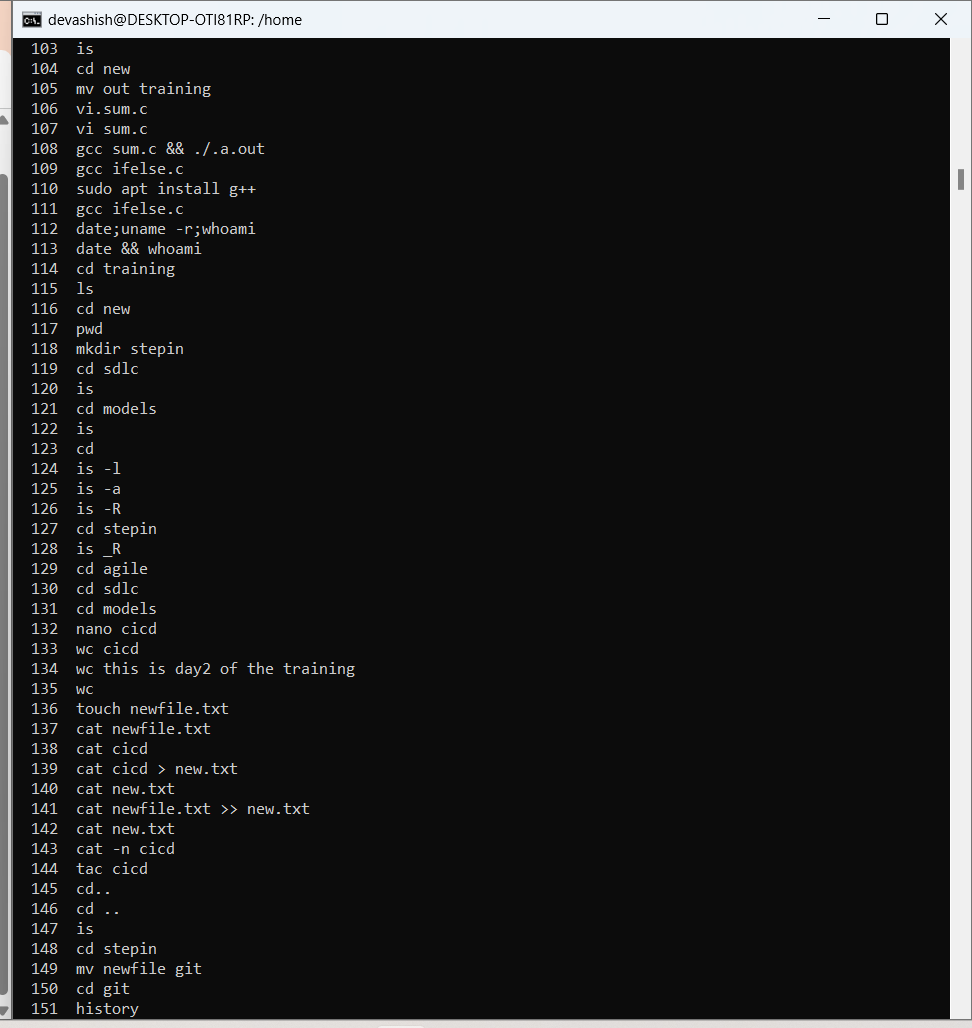 devashish@DESKTOP-OTI81RP: /home
103 is
104 cd new
105 mv out training
106 vi.sum.c
107 vi sum.c
108 gcc sum.c && ./.a.out
109 gcc ifelse.c
110 sudo apt install g++
111 gcc ifelse.c
112 date;uname -r;whoami
113 date && whoami
114 cd training
115 ls
116 cd new
117 pwd
118 mkdir stepin
119 cd sdlc
120 is
121 cd models
122 is
123 cd
124 is -l
125 is -a
126 is -R
127 cd stepin
128 is _R
129 cd agile
130 cd sdlc
131 cd models
132 nano cicd
133 wc cicd
134 wc this is day2 of the training
135 wc
136 touch newfile.txt
137 cat newfile.txt
138 cat cicd
139 cat cicd > new.txt
140 cat new.txt
141 cat newfile.txt >> new.txt
142 cat new.txt
143 cat -n cicd
144 tac cicd
145 cd..
146 cd ..
147 is
148 cd stepin
149 mv newfile git
150 cd git
151 history